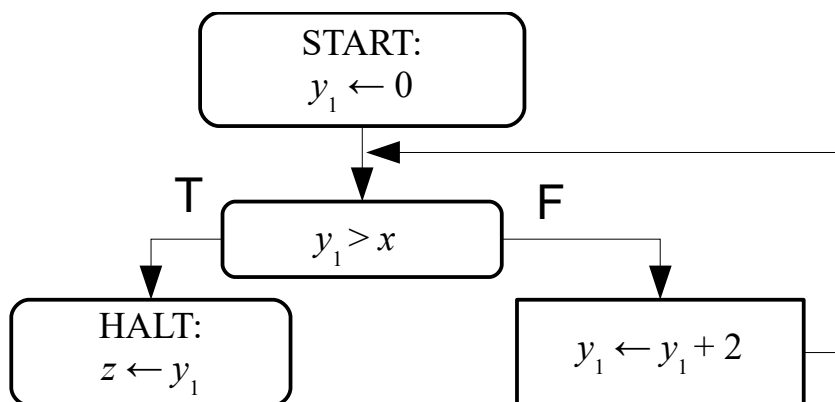 START:
y₁ ← 0
T
F
y₁ > x
HALT:
z ← y₁
y₁ ← y₁ + 2